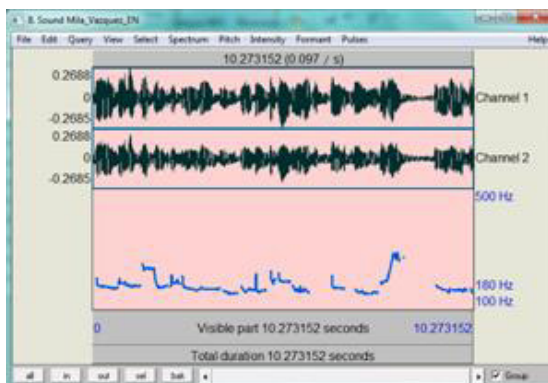 8. Sound Mila_Vazquez_EN
File Edit Query View Select Spectrum Pitch Intensity Formant Pulses Help
10.273152 (0.097 / s)
0.2688
0
-0.2685
Channel 1
0.2688
0
-0.2685
Channel 2
500 Hz
180 Hz
100 Hz
0 Visible part 10.273152 seconds 10.273152
Total duration 10.273152 seconds
all in out sel bak Group